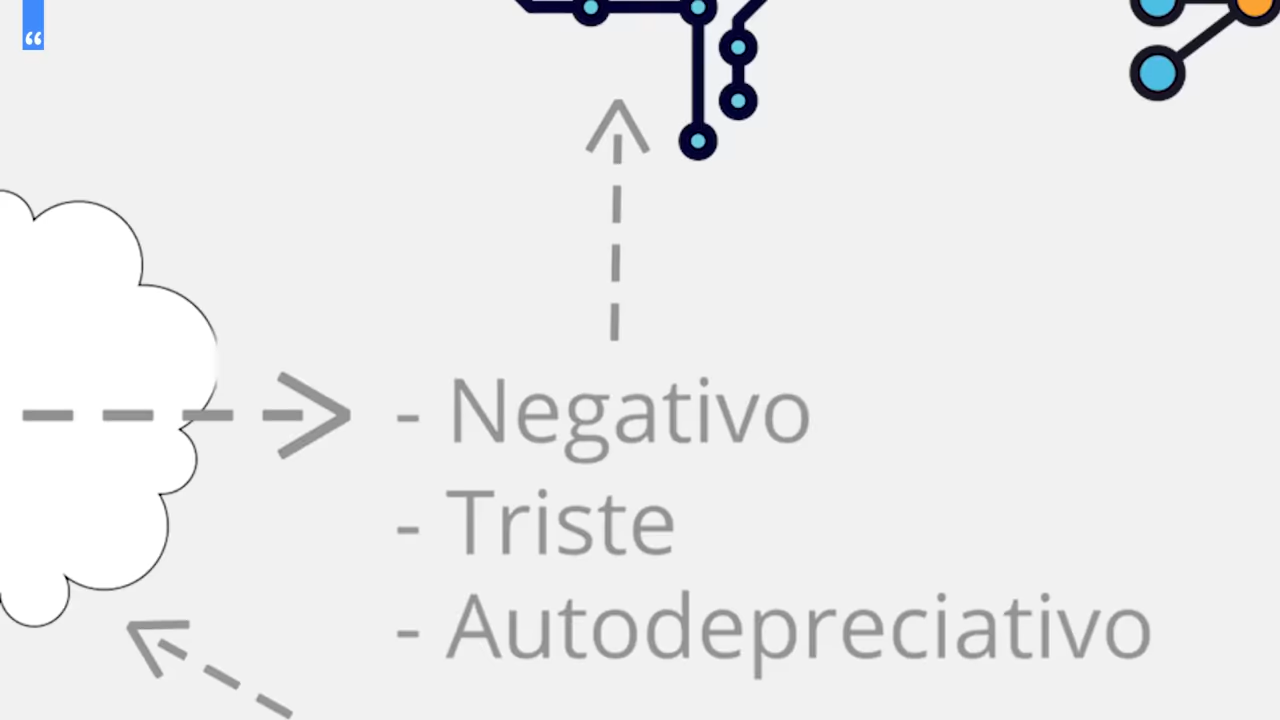 “
- Negativo
- Triste
- Autodepreciativo